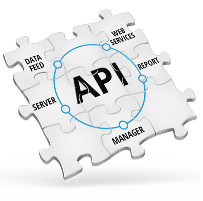 DATA
FEED
WEB
SERVICES
API
REPORT
SERVER
MANAGER